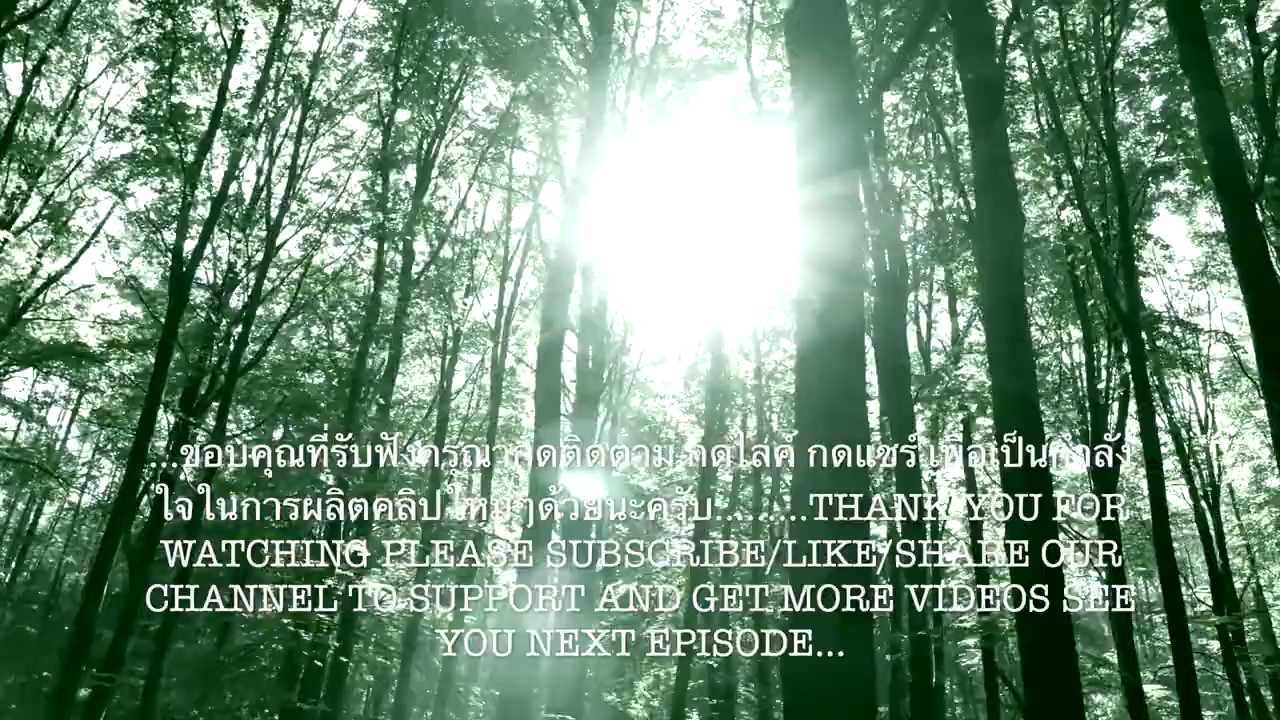 ...ขอบคุณที่รับฟังกรุณากดติดตาม กดไลค์ กดแชร์ เพื่อเป็นกำลัง
ใจในการผลิตคลิป ใหม่ๆด้วยนะครับ.........THANK YOU FOR
WATCHING PLEASE SUBSCRIBE/LIKE/SHARE OUR
CHANNEL TO SUPPORT AND GET MORE VIDEOS SEE
YOU NEXT EPISODE...